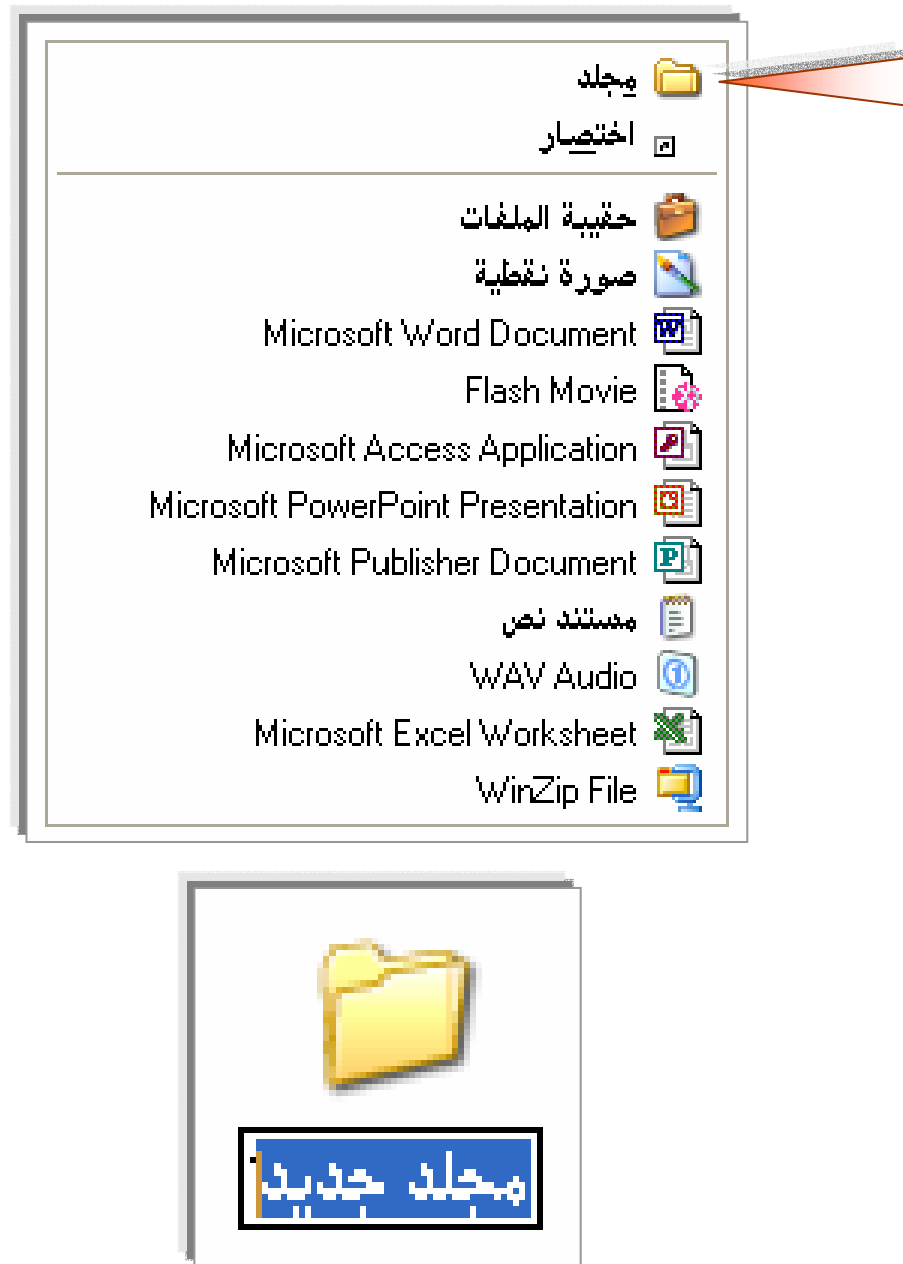 مجلد
اختصار
حقيبة الملفات
صورة نقطية
Microsoft Word Document
Flash Movie
Microsoft Access Application
Microsoft PowerPoint Presentation
Microsoft Publisher Document
مستند نص
WAV Audio
Microsoft Excel Worksheet
WinZip File
مجلد جديد